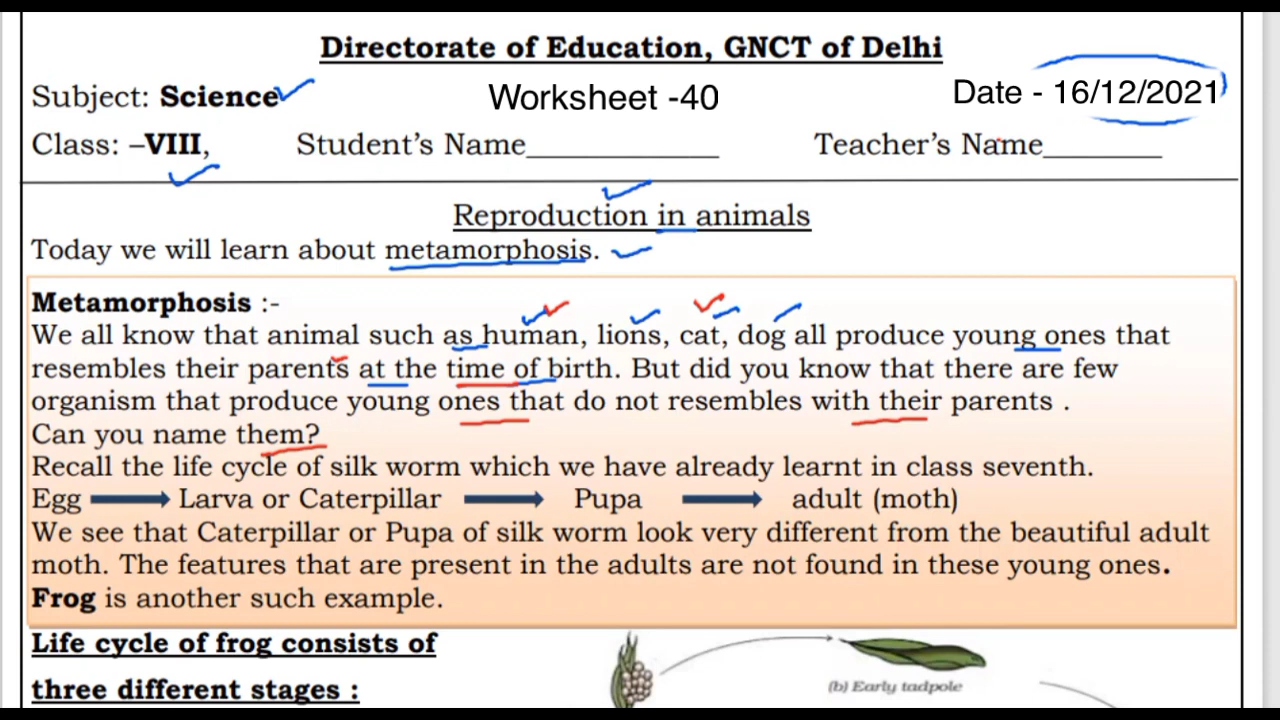 Directorate of Education, GNCT of Delhi
Subject: Science Worksheet -40 Date - 16/12/2021
Class: –VIII, Student's Name_____________ Teacher's Name________
Reproduction in animals
Today we will learn about metamorphosis.
Metamorphosis :-
We all know that animal such as human, lions, cat, dog all produce young ones that
resembles their parents at the time of birth. But did you know that there are few
organism that produce young ones that do not resembles with their parents .
Can you name them?
Recall the life cycle of silk worm which we have already learnt in class seventh.
Egg Larva or Caterpillar Pupa adult (moth)
We see that Caterpillar or Pupa of silk worm look very different from the beautiful adult
moth. The features that are present in the adults are not found in these young ones.
Frog is another such example.
Life cycle of frog consists of
three different stages :
(b) Early tadpole